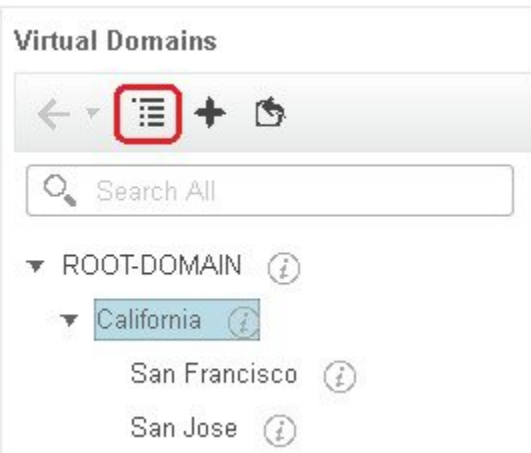 Virtual Domains
Search All
ROOT-DOMAIN
California
San Francisco
San Jose